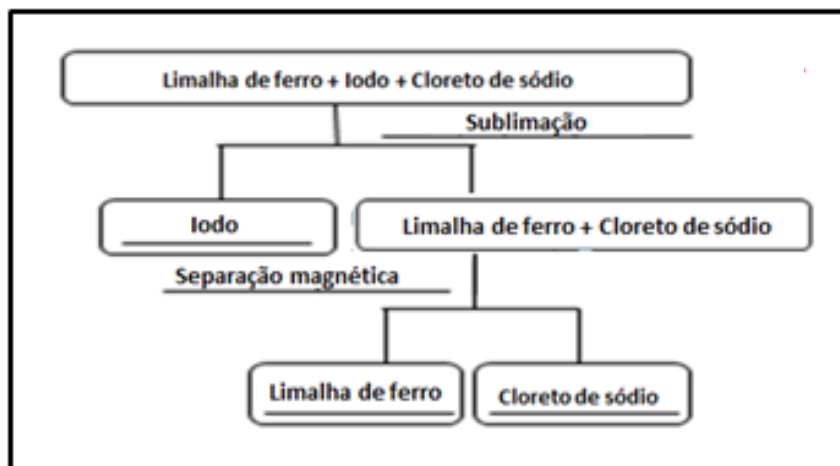 Limalha de ferro + Iodo + Cloreto de sódio
Sublimação
Iodo
Limalha de ferro + Cloreto de sódio
Separação magnética
Limalha de ferro
Cloreto de sódio